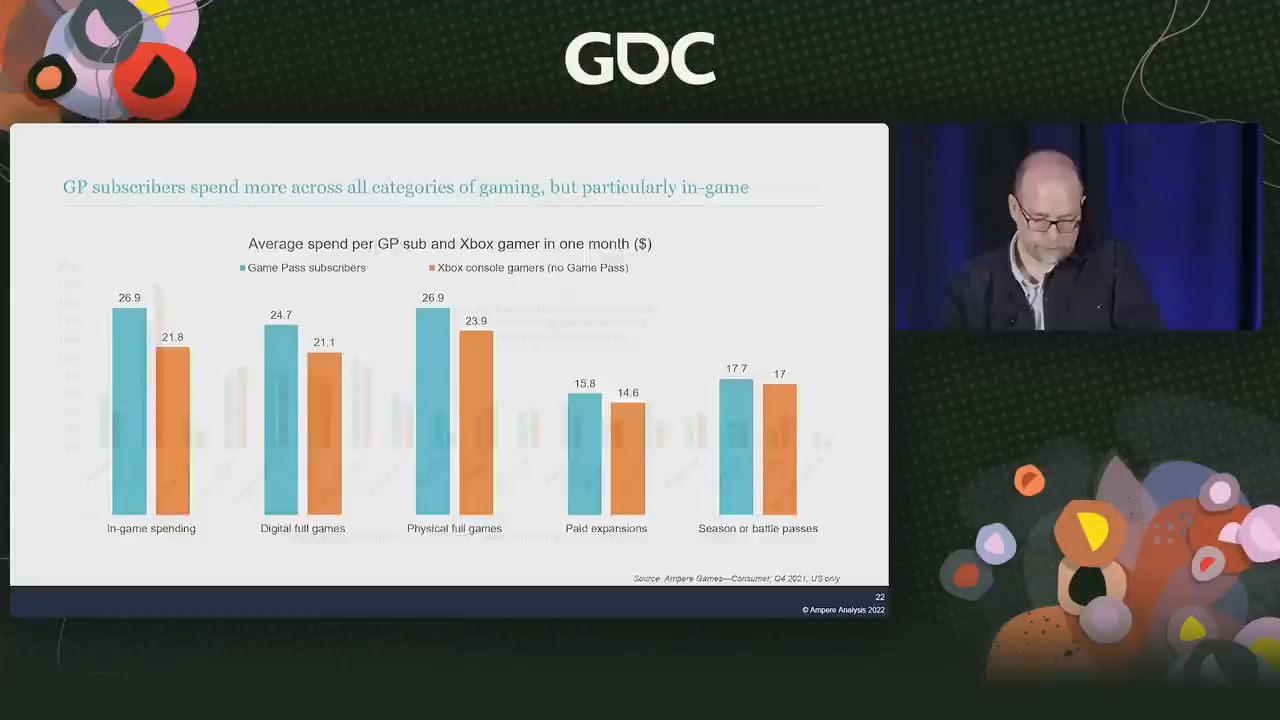 GDC
GP subscribers spend more across all categories of gaming, but particularly in-game
Average spend per GP sub and Xbox gamer in one month ($)
Game Pass subscribers
Xbox console gamers (no Game Pass)
26.9
21.8
24.7
21.1
26.9
23.9
15.8
14.6
17.7
17
In-game spending
Digital full games
Physical full games
Paid expansions
Season or battle passes
Source Ampere Games—Consumer, Q4 2021, US only
22
© Ampere Analysis 2022